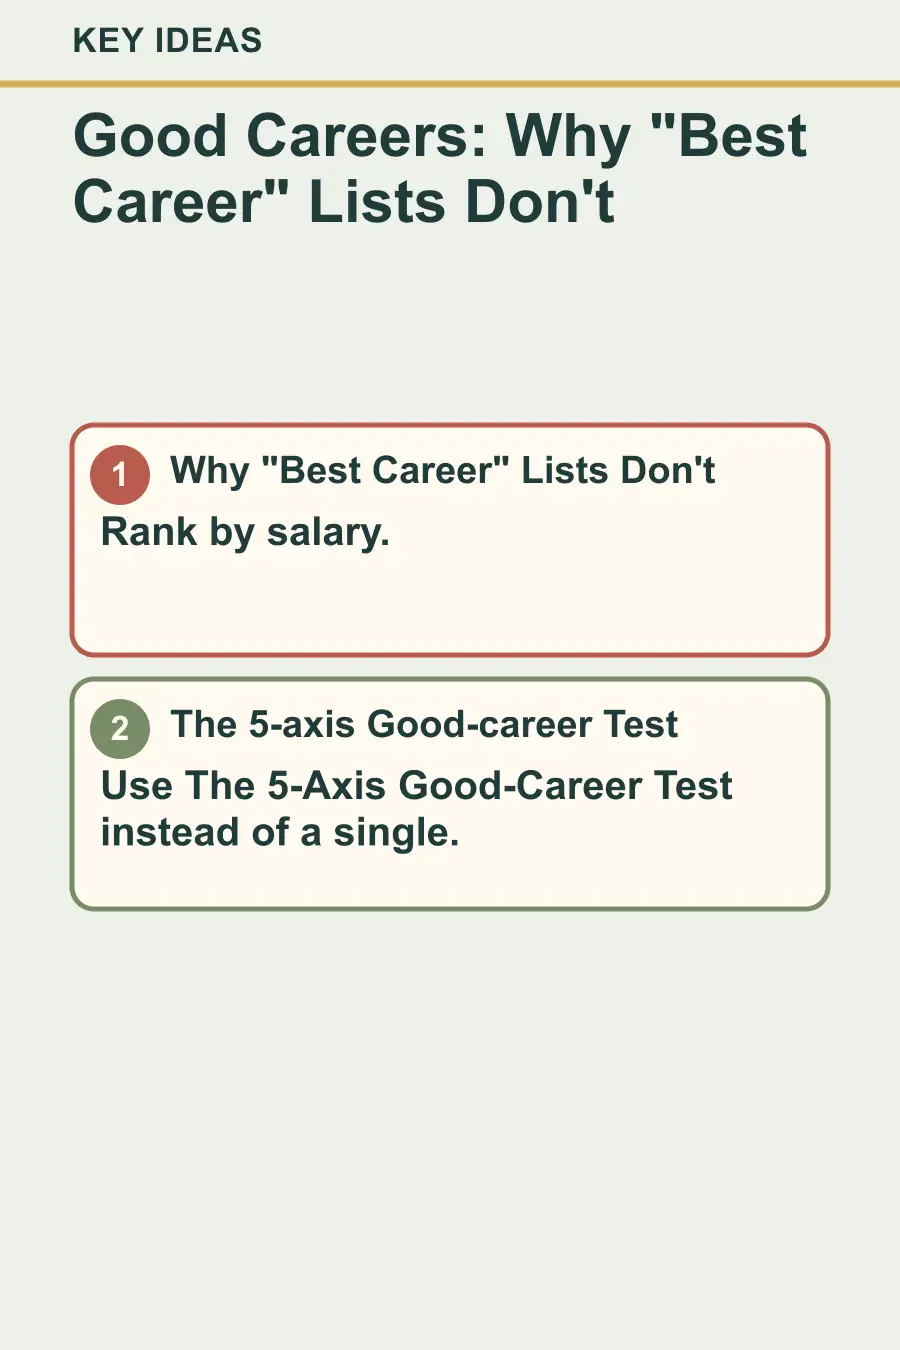 KEY IDEAS
Good Careers: Why "Best
Career" Lists Don't
1 Why "Best Career" Lists Don't
Rank by salary.
2 The 5-axis Good-career Test
Use The 5-Axis Good-Career Test
instead of a single.